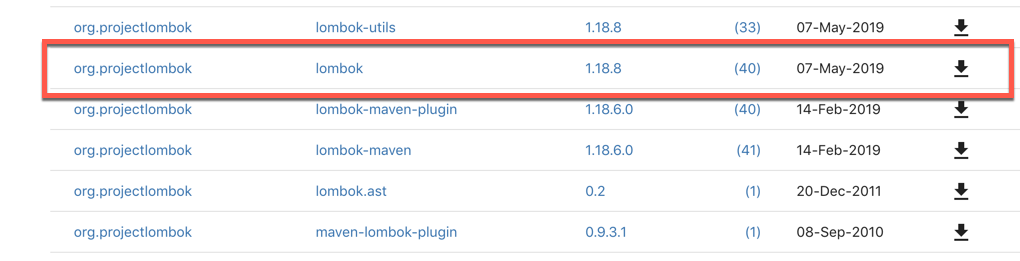 org.projectlombok lombok-utils 1.18.8 (33) 07-May-2019
org.projectlombok lombok 1.18.8 (40) 07-May-2019
org.projectlombok lombok-maven-plugin 1.18.6.0 (40) 14-Feb-2019
org.projectlombok lombok-maven 1.18.6.0 (41) 14-Feb-2019
org.projectlombok lombok.ast 0.2 (1) 20-Dec-2011
org.projectlombok maven-lombok-plugin 0.9.3.1 (1) 08-Sep-2010